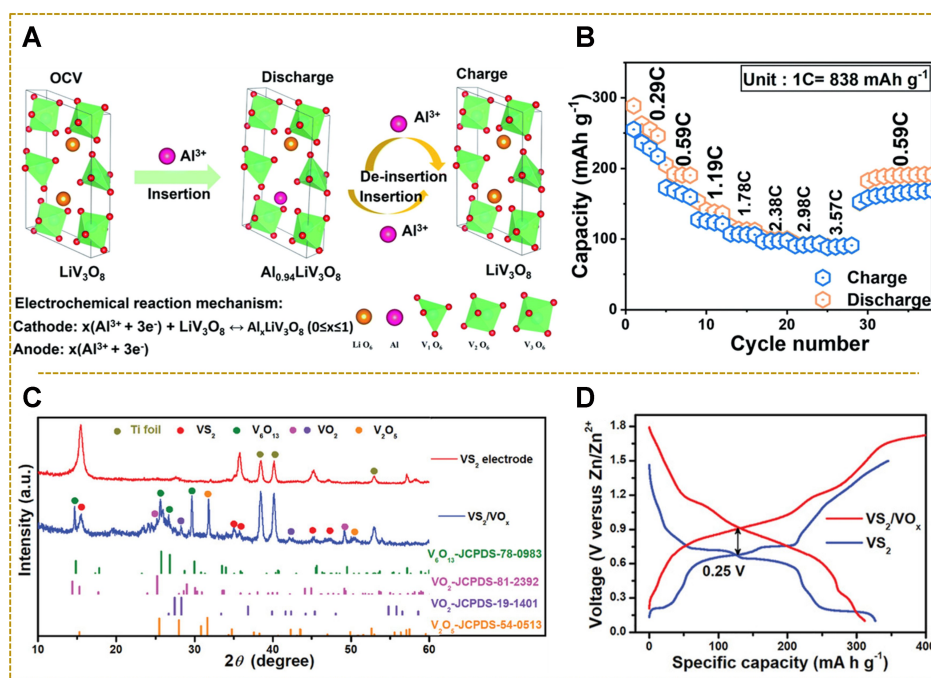 A
OCV
Discharge
Charge
Al³⁺
Al³⁺
Insertion
De-insertion
Insertion
Al³⁺
LiV₃O₈
Al₀.₉₄LiV₃O₈
LiV₃O₈
Electrochemical reaction mechanism:
Cathode: x(Al³⁺ + 3e⁻) + LiV₃O₈ ↔ AlₓLiV₃O₈ (0≤x≤1)
Anode: x(Al³⁺ + 3e⁻)
Li O₆ Al V₁ O₆ V₂ O₆ V₃ O₆
B
Unit : 1C= 838 mAh g⁻¹
Capacity (mAh g⁻¹)
300
200
100
0
0.29C
0.59C
1.19C
1.78C
2.38C
2.98C
3.57C
0.59C
Charge
Discharge
0 10 20 30
Cycle number
C
Ti foil VS₂ V₆O₁₃ VO₂ V₂O₅
VS₂ electrode
VS₂/VOₓ
V₆O₁₃-JCPDS-78-0983
VO₂-JCPDS-81-2392
VO₂-JCPDS-19-1401
V₂O₅-JCPDS-54-0513
Intensity (a.u.)
10 20 30 40 50 60
2θ (degree)
D
Voltage (V versus Zn/Zn²⁺
1.8
1.5
1.2
0.9
0.6
0.3
0.0
VS₂/VOₓ
VS₂
0.25 V
0 100 200 300 400
Specific capacity (mA h g⁻¹)